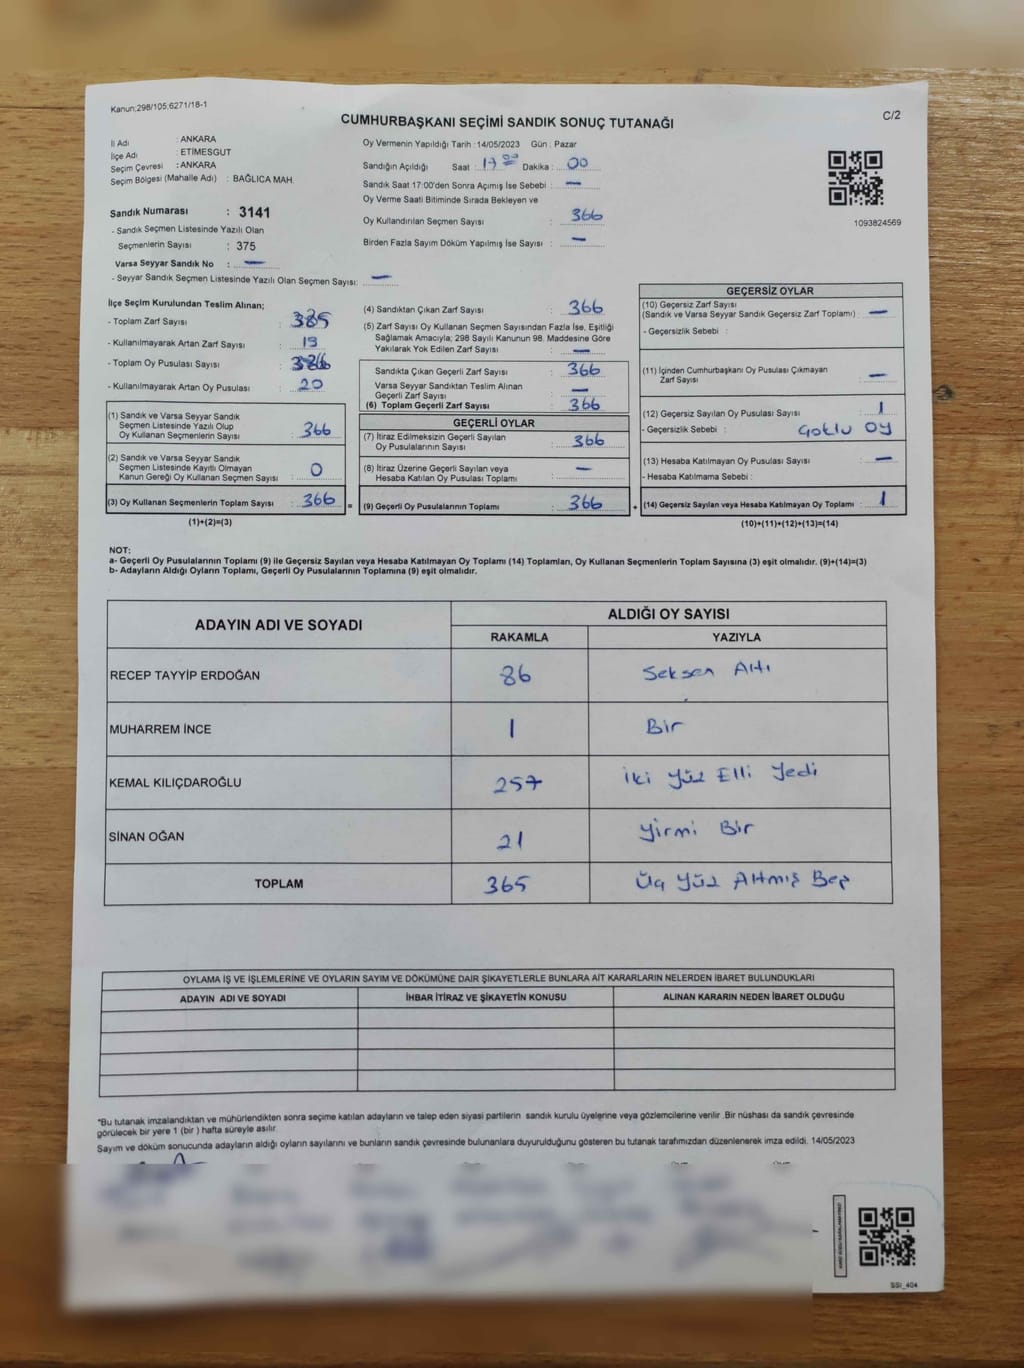 Kanun;298/105;6271/18-1
C/2
CUMHURBAŞKANI SEÇİMİ SANDIK SONUÇ TUTANAĞI
İl Adı : ANKARA
İlçe Adı : ETİMESGUT
Seçim Çevresi : ANKARA
Seçim Bölgesi (Mahalle Adı) : BAĞLICA MAH.
Sandık Numarası : 3141
- Sandık Seçmen Listesinde Yazılı Olan
Seçmenlerin Sayısı : 375
Varsa Seyyar Sandık No : —
- Seyyar Sandık Seçmen Listesinde Yazılı Olan Seçmen Sayısı: —
Oy Vermenin Yapıldığı Tarih : 14/05/2023 Gün : Pazar
Sandığın Açıldığı Saat : 17 00 Dakika : 00
Sandık Saat 17:00'den Sonra Açımış İse Sebebi : —
Oy Verme Saati Bitiminde Sırada Bekleyen ve
Oy Kullandırılan Seçmen Sayısı : 366
Birden Fazla Sayım Döküm Yapılmış İse Sayısı : —
1093824569
İlçe Seçim Kurulundan Teslim Alınan;
- Toplam Zarf Sayısı : 385
- Kullanılmayarak Artan Zarf Sayısı : 19
- Toplam Oy Pusulası Sayısı : 386
- Kullanılmayarak Artan Oy Pusulası : 20
(1) Sandık ve Varsa Seyyar Sandık
Seçmen Listesinde Yazılı Olup
Oy Kullanan Seçmenlerin Sayısı : 366
(2) Sandık ve Varsa Seyyar Sandık
Seçmen Listesinde Kayıtlı Olmayan
Kanun Gereği Oy Kullanan Seçmen Sayısı : 0
(3) Oy Kullanan Seçmenlerin Toplam Sayısı : 366
(1)+(2)=(3)
(4) Sandıktan Çıkan Zarf Sayısı : 366
(5) Zarf Sayısı Oy Kullanan Seçmen Sayısından Fazla İse, Eşitliği
Sağlamak Amacıyla; 298 Sayılı Kanunun 98. Maddesine Göre
Yakılarak Yok Edilen Zarf Sayısı : —
Sandıkta Çıkan Geçerli Zarf Sayısı : 366
Varsa Seyyar Sandıktan Teslim Alınan
Geçerli Zarf Sayısı : —
(6) Toplam Geçerli Zarf Sayısı : 366
GEÇERLİ OYLAR
(7) İtiraz Edilmeksizin Geçerli Sayılan
Oy Pusulalarının Sayısı : 366
(8) İtiraz Üzerine Geçerli Sayılan veya
Hesaba Katılan Oy Pusulası Toplamı : —
= (9) Geçerli Oy Pusulalarının Toplamı : 366 +
GEÇERSİZ OYLAR
(10) Geçersiz Zarf Sayısı
(Sandık ve Varsa Seyyar Sandık Geçersiz Zarf Toplamı) : —
- Geçersizlik Sebebi :
(11) İçinden Cumhurbaşkanı Oy Pusulası Çıkmayan
Zarf Sayısı : —
(12) Geçersiz Sayılan Oy Pusulası Sayısı : 1
- Geçersizlik Sebebi : Çoklu Oy
(13) Hesaba Katılmayan Oy Pusulası Sayısı : —
- Hesaba Katılmama Sebebi :
(14) Geçersiz Sayılan veya Hesaba Katılmayan Oy Toplamı : 1
(10)+(11)+(12)+(13)=(14)
NOT:
a- Geçerli Oy Pusulalarının Toplamı (9) ile Geçersiz Sayılan veya Hesaba Katılmayan Oy Toplamı (14) Toplamları, Oy Kullanan Seçmenlerin Toplam Sayısına (3) eşit olmalıdır. (9)+(14)=(3)
b- Adayların Aldığı Oyların Toplamı, Geçerli Oy Pusulalarının Toplamına (9) eşit olmalıdır.
ADAYIN ADI VE SOYADI
ALDIĞI OY SAYISI
RAKAMLA YAZIYLA
RECEP TAYYİP ERDOĞAN 86 Seksen Altı
MUHARREM İNCE 1 Bir
KEMAL KILIÇDAROĞLU 257 İki Yüz Elli Yedi
SİNAN OĞAN 21 Yirmi Bir
TOPLAM 365 Üç Yüz Altmış Beş
OYLAMA İŞ VE İŞLEMLERİNE VE OYLARIN SAYIM VE DÖKÜMÜNE DAİR ŞİKAYETLERLE BUNLARA AİT KARARLARIN NELERDEN İBARET BULUNDUKLARI
ADAYIN ADI VE SOYADI İHBAR İTİRAZ VE ŞİKAYETİN KONUSU ALINAN KARARIN NEDEN İBARET OLDUĞU
*Bu tutanak imzalandıktan ve mühürlendikten sonra seçime katılan adayların ve talep eden siyasi partilerin sandık kurulu üyelerine veya gözlemcilerine verilir .Bir nüshası da sandık çevresinde
görülecek bir yere 1 (bir ) hafta süreyle asılır.
Sayım ve döküm sonucunda adayların aldığı oyların sayılarını ve bunların sandık çevresinde bulunanlara duyurulduğunu gösteren bu tutanak tarafımızdan düzenlenerek imza edildi. 14/05/2023
SSI_404